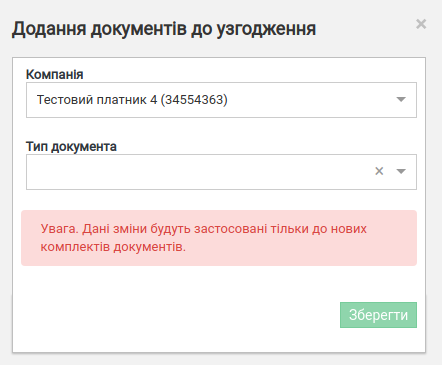 Додання документів до узгодження
×
Компанія
Тестовий платник 4 (34554363)
Тип документа
×
Увага. Дані зміни будуть застосовані тільки до нових
комплектів документів.
Зберегти